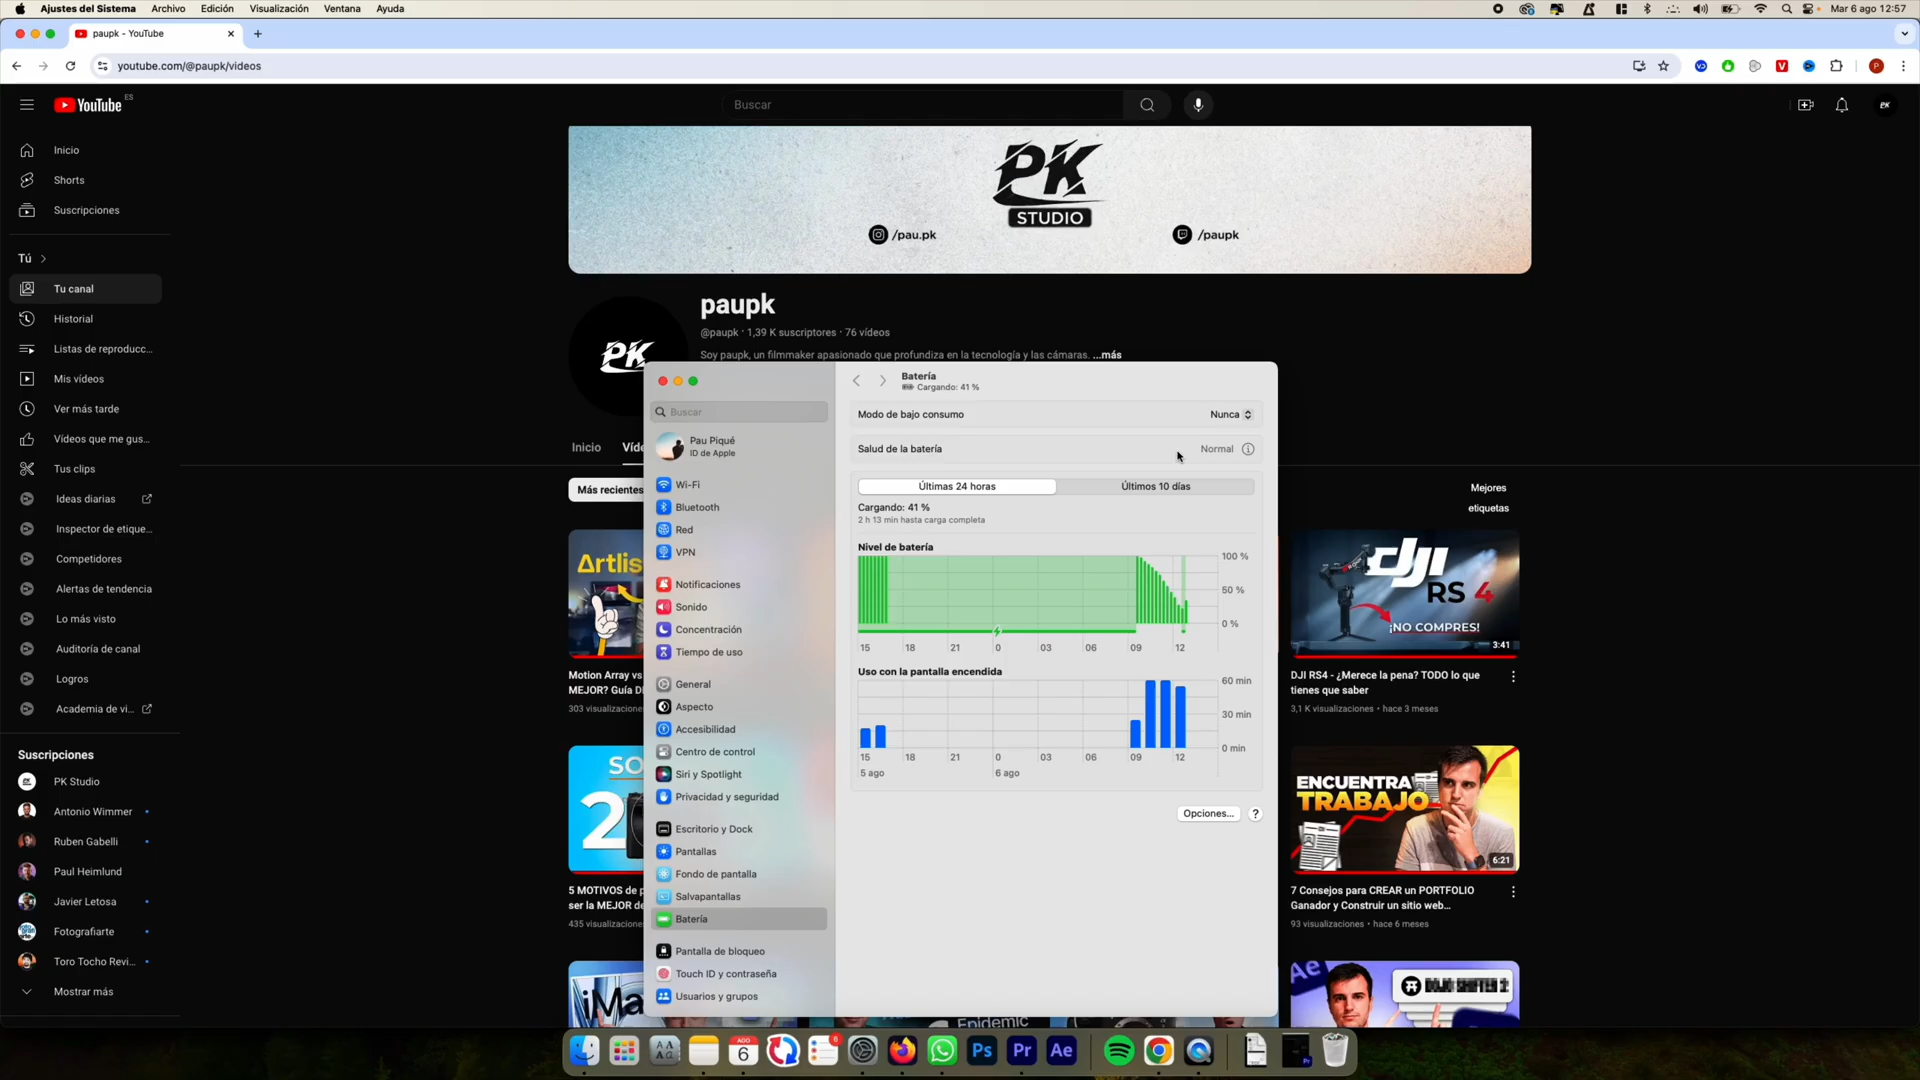 Ajustes del Sistema Archivo Edición Visualización Ventana Ayuda
Mar 6 ago 12:57
paupk - YouTube
youtube.com/@paupk/videos
YouTube ES
Buscar
Inicio
Shorts
Suscripciones
Tú
Tu canal
Historial
Listas de reproducc...
Mis vídeos
Ver más tarde
Vídeos que me gus...
Tus clips
Ideas diarias
Inspector de etique...
Competidores
Alertas de tendencia
Lo más visto
Auditoría de canal
Logros
Academia de vi...
Suscripciones
PK Studio
Antonio Wimmer
Ruben Gabelli
Paul Heimlund
Javier Letosa
Fotografiarte
Toro Tocho Revi...
Mostrar más
PK
STUDIO
/pau.pk
/paupk
PK
paupk
@paupk · 1,39 K suscriptores · 76 vídeos
Soy paupk, un filmmaker apasionado que profundiza en la tecnología y las cámaras. ...más
Inicio
Más recientes
Mejores
etiquetas
Motion Array vs
303 visualizacione
5 MOTIVOS de p
ser la MEJOR de
435 visualizacione
dji
RS 4
¡NO COMPRES!
3:41
DJI RS4 - ¿Merece la pena? TODO lo que
tienes que saber
3,1 K visualizaciones · hace 3 meses
ENCUENTRA
TRABAJO
6:21
7 Consejos para CREAR un PORTFOLIO
Ganador y Construir un sitio web...
93 visualizaciones · hace 6 meses
Ae
Epidemic
Buscar
Pau Piqué
ID de Apple
Wi-Fi
Bluetooth
Red
VPN
Notificaciones
Sonido
Concentración
Tiempo de uso
General
Aspecto
Accesibilidad
Centro de control
Siri y Spotlight
Privacidad y seguridad
Escritorio y Dock
Pantallas
Fondo de pantalla
Salvapantallas
Batería
Pantalla de bloqueo
Touch ID y contraseña
Usuarios y grupos
Batería
Cargando: 41 %
Modo de bajo consumo Nunca
Salud de la batería Normal
Últimas 24 horas Últimos 10 días
Cargando: 41 %
2 h 13 min hasta carga completa
Nivel de batería
100 %
50 %
0 %
15 18 21 0 03 06 09 12
Uso con la pantalla encendida
60 min
30 min
0 min
15 18 21 0 03 06 09 12
5 ago 6 ago
Opciones... ?
AGO
6
6
Ps Pr Ae